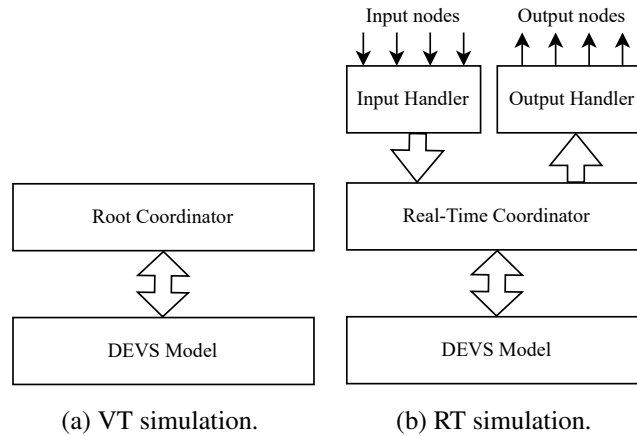 Input nodes
Output nodes
Input Handler
Output Handler
Root Coordinator
Real-Time Coordinator
DEVS Model
DEVS Model
(a) VT simulation.
(b) RT simulation.